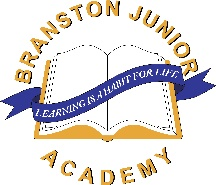 BRANSTON JUNIOR
LEARNING IS A HABIT FOR LIFE
ACADEMY